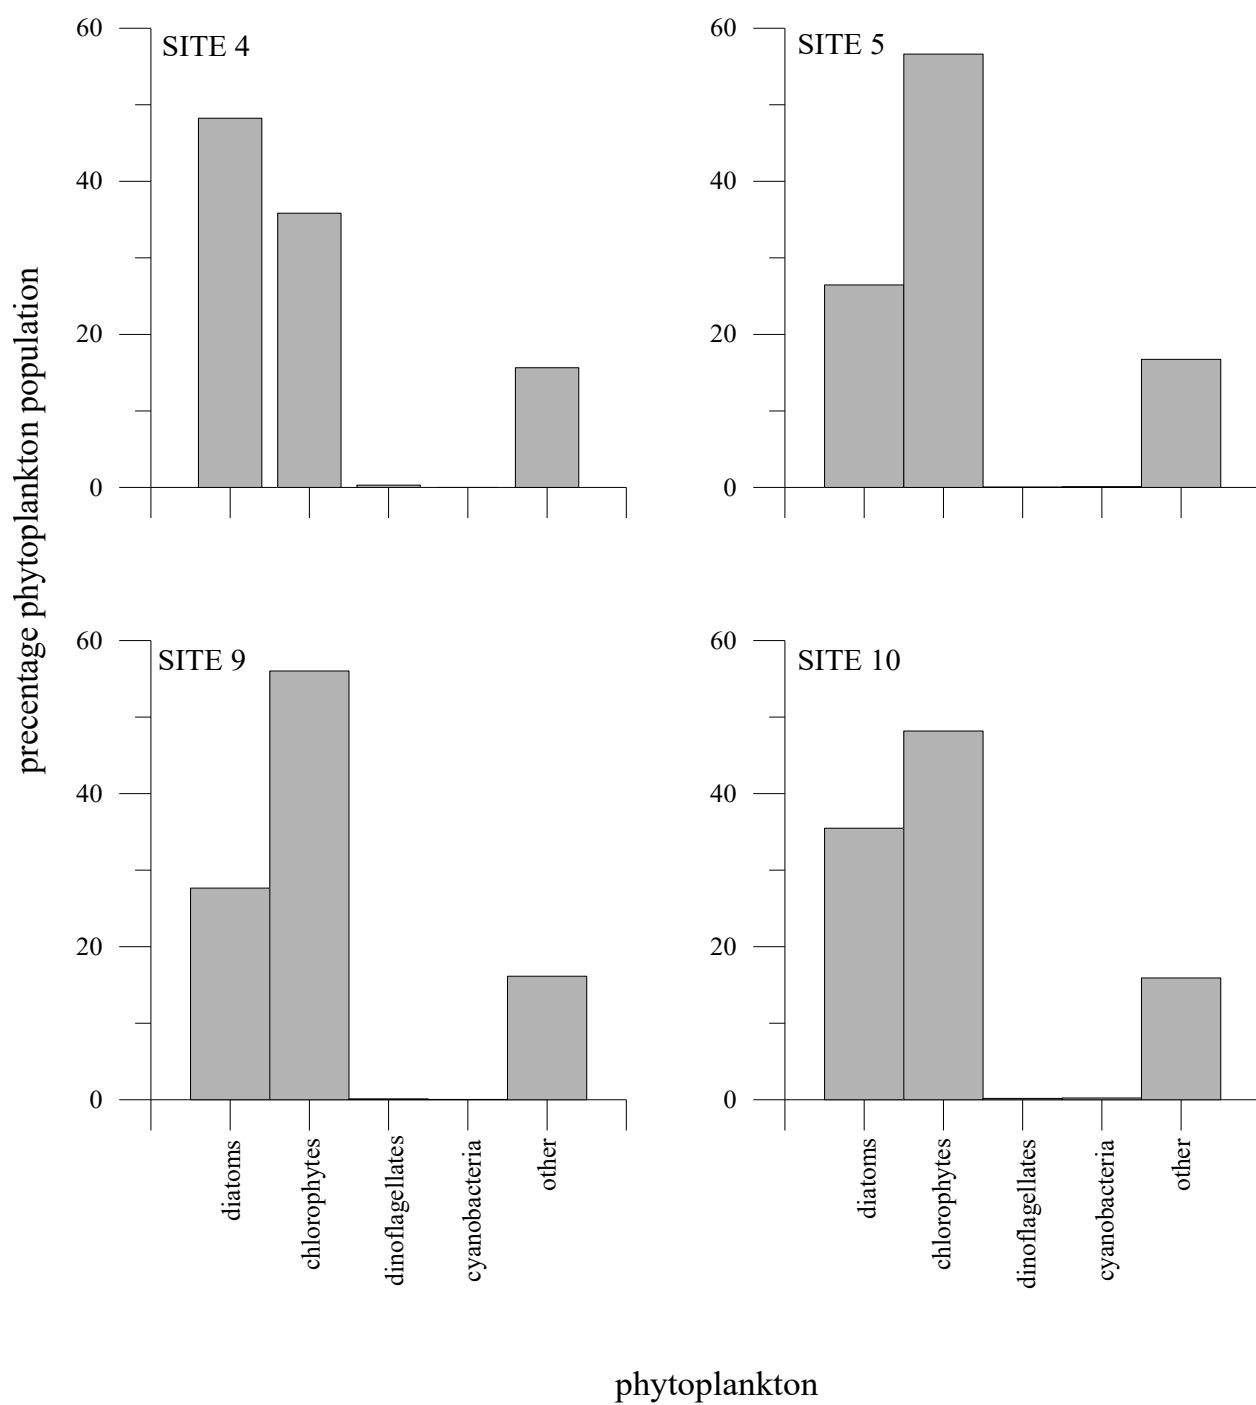 precentage phytoplankton population
SITE 4
60
40
20
0
SITE 5
60
40
20
0
SITE 9
60
40
20
0
diatoms
chlorophytes
dinoflagellates
cyanobacteria
other
SITE 10
60
40
20
0
diatoms
chlorophytes
dinoflagellates
cyanobacteria
other
phytoplankton